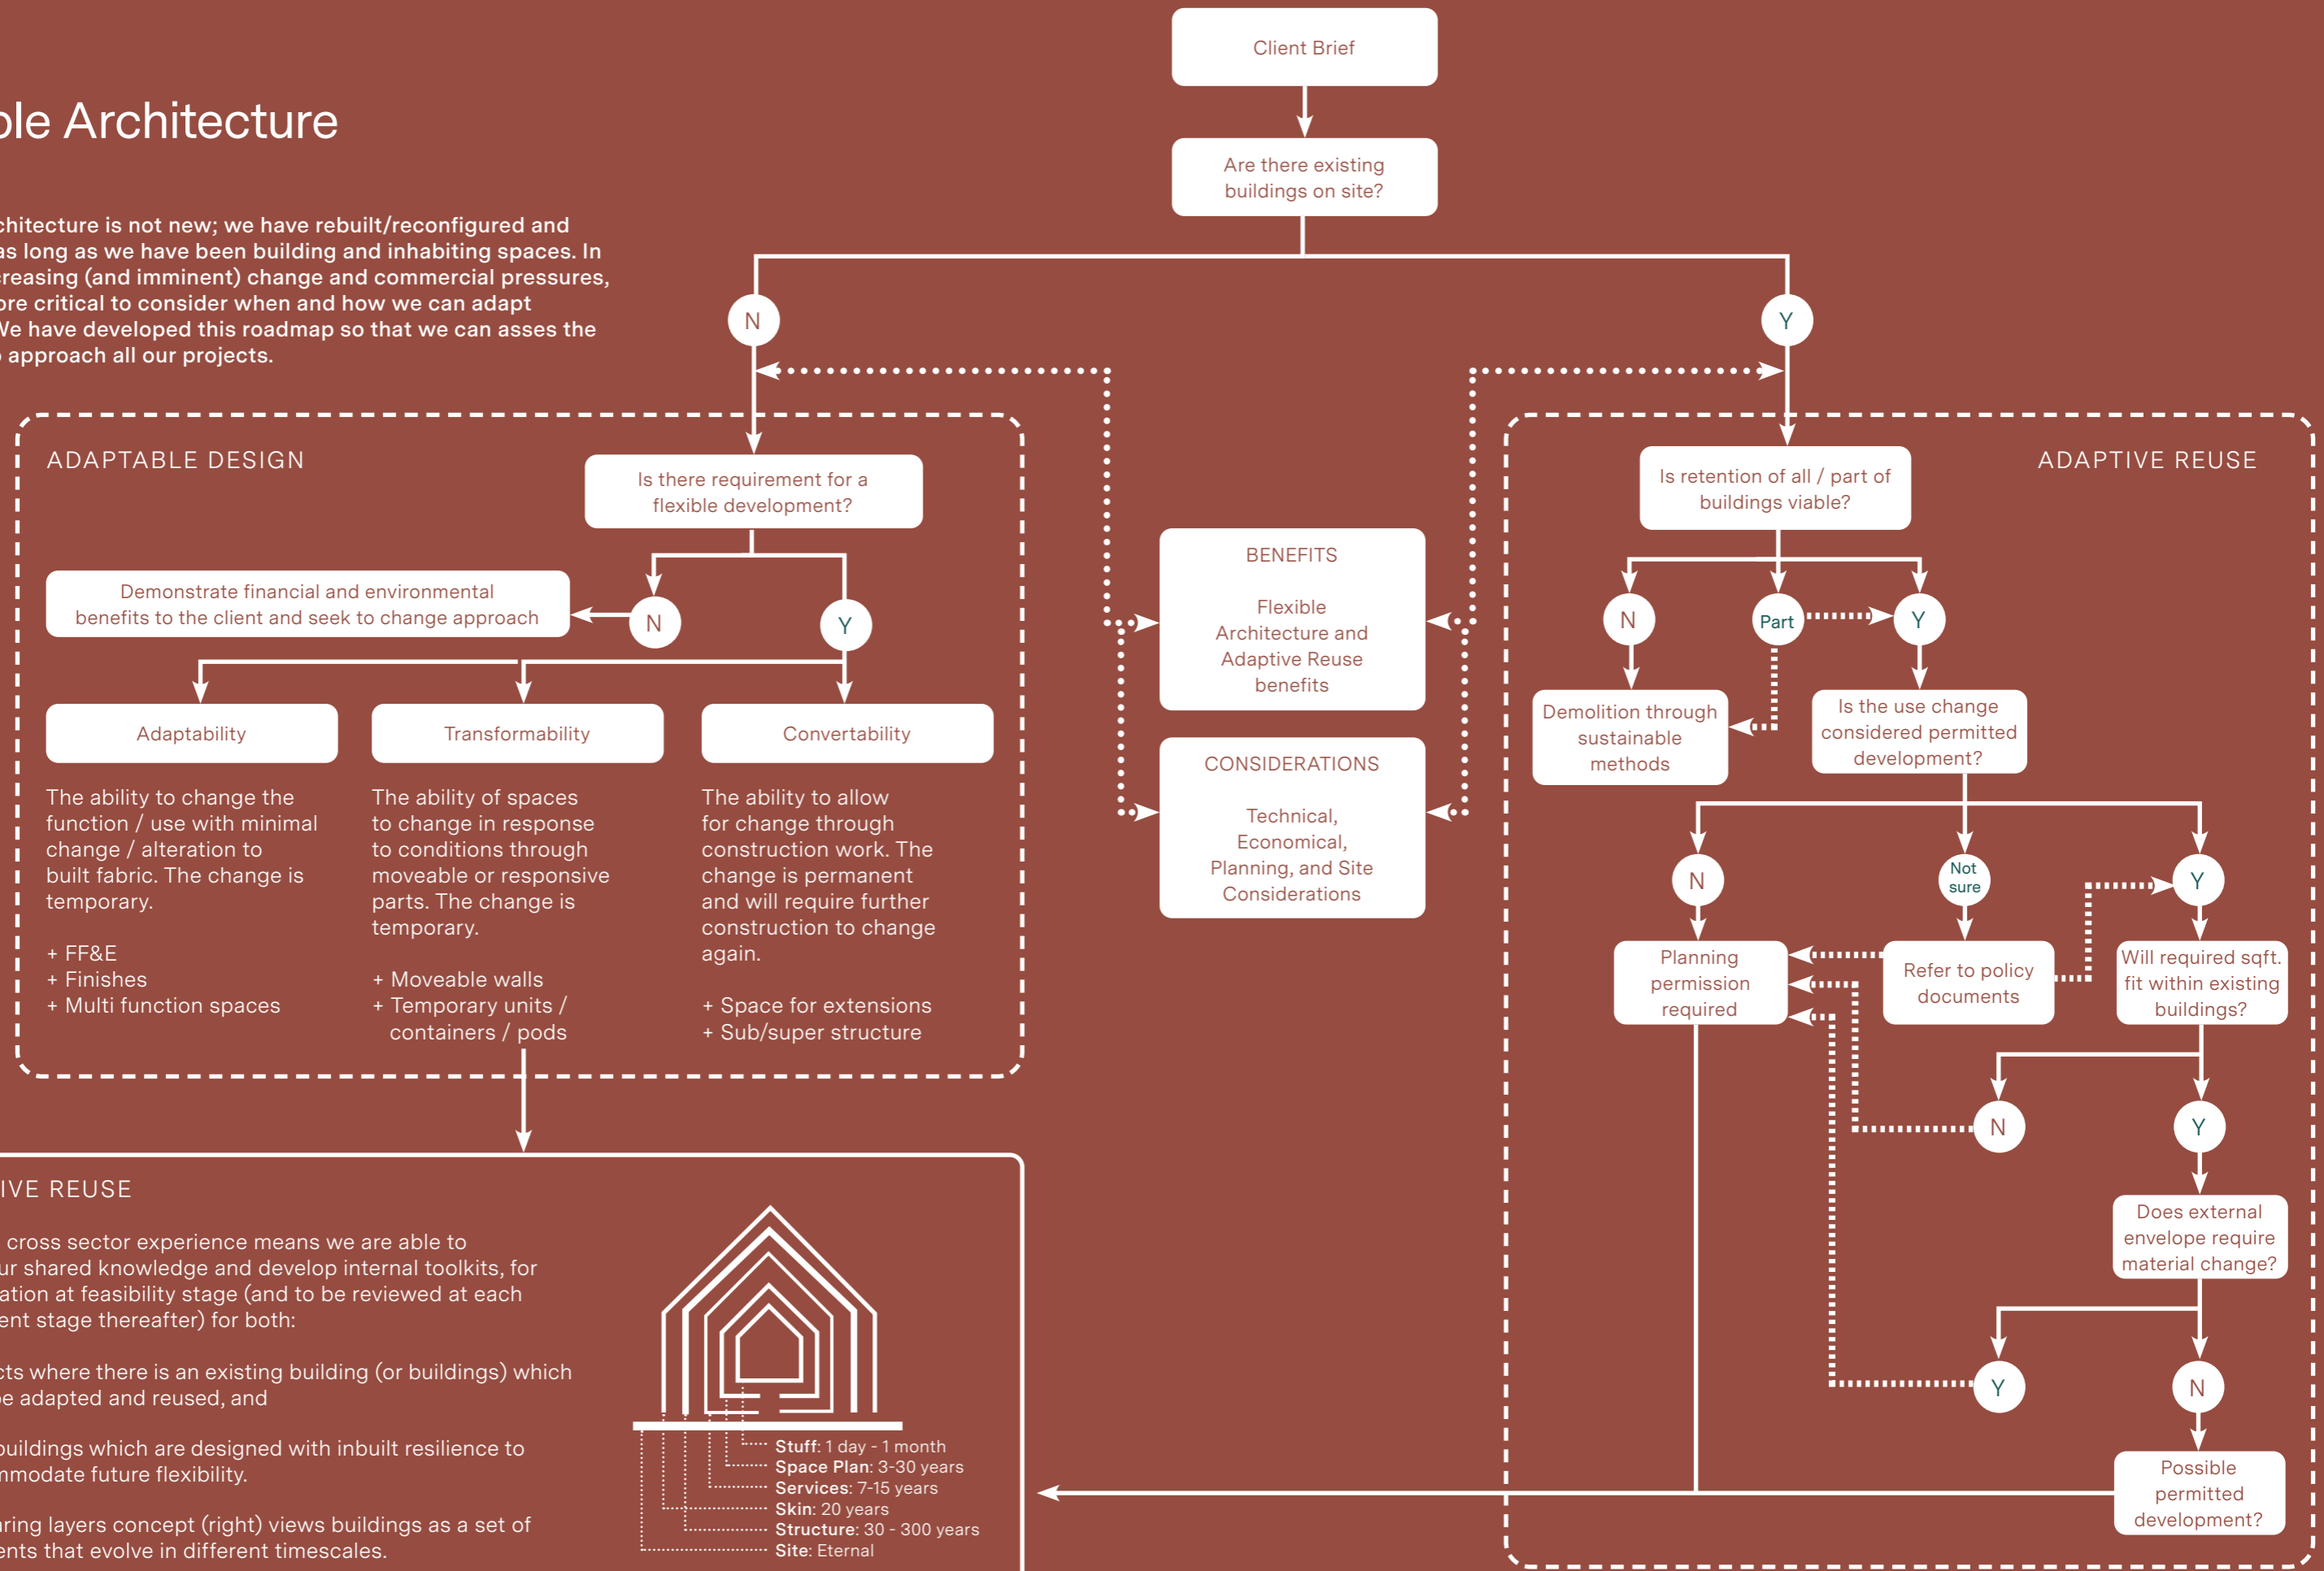 Client Brief
ble Architecture
Are there existing
buildings on site?
chitecture is not new; we have rebuilt/reconfigured and
as long as we have been building and inhabiting spaces. In
creasing (and imminent) change and commercial pressures,
ore critical to consider when and how we can adapt
We have developed this roadmap so that we can asses the
approach all our projects.
N
Y
ADAPTABLE DESIGN
Is there requirement for a
flexible development?
Demonstrate financial and environmental
benefits to the client and seek to change approach
N
Y
Adaptability
The ability to change the
function / use with minimal
change / alteration to
built fabric. The change is
temporary.
+ FF&E
+ Finishes
+ Multi function spaces
Transformability
The ability of spaces
to change in response
to conditions through
moveable or responsive
parts. The change is
temporary.
+ Moveable walls
+ Temporary units /
containers / pods
Convertability
The ability to allow
for change through
construction work. The
change is permanent
and will require further
construction to change
again.
+ Space for extensions
+ Sub/super structure
BENEFITS
Flexible
Architecture and
Adaptive Reuse
benefits
CONSIDERATIONS
Technical,
Economical,
Planning, and Site
Considerations
ADAPTIVE REUSE
Is retention of all / part of
buildings viable?
N
Part
Y
Demolition through
sustainable
methods
Is the use change
considered permitted
development?
N
Not
sure
Y
Planning
permission
required
Refer to policy
documents
Will required sqft.
fit within existing
buildings?
N
Y
Does external
envelope require
material change?
Y
N
Possible
permitted
development?
IVE REUSE
cross sector experience means we are able to
ur shared knowledge and develop internal toolkits, for
ation at feasibility stage (and to be reviewed at each
ent stage thereafter) for both:
cts where there is an existing building (or buildings) which
be adapted and reused, and
buildings which are designed with inbuilt resilience to
mmodate future flexibility.
aring layers concept (right) views buildings as a set of
ents that evolve in different timescales.
Stuff: 1 day - 1 month
Space Plan: 3-30 years
Services: 7-15 years
Skin: 20 years
Structure: 30 - 300 years
Site: Eternal